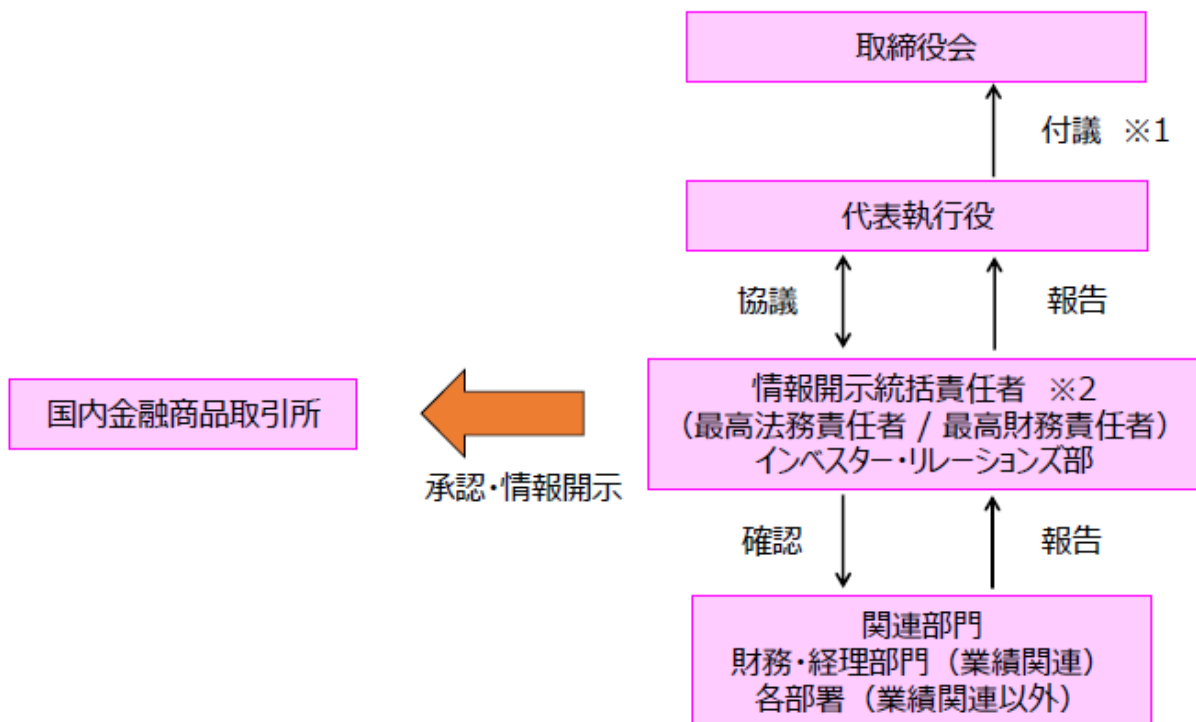 取締役会
付議 ※1
代表執行役
協議
報告
情報開示統括責任者 ※2
(最高法務責任者 / 最高財務責任者)
インベスター・リレーションズ部
国内金融商品取引所
承認・情報開示
確認
報告
関連部門
財務・経理部門(業績関連)
各部署(業績関連以外)